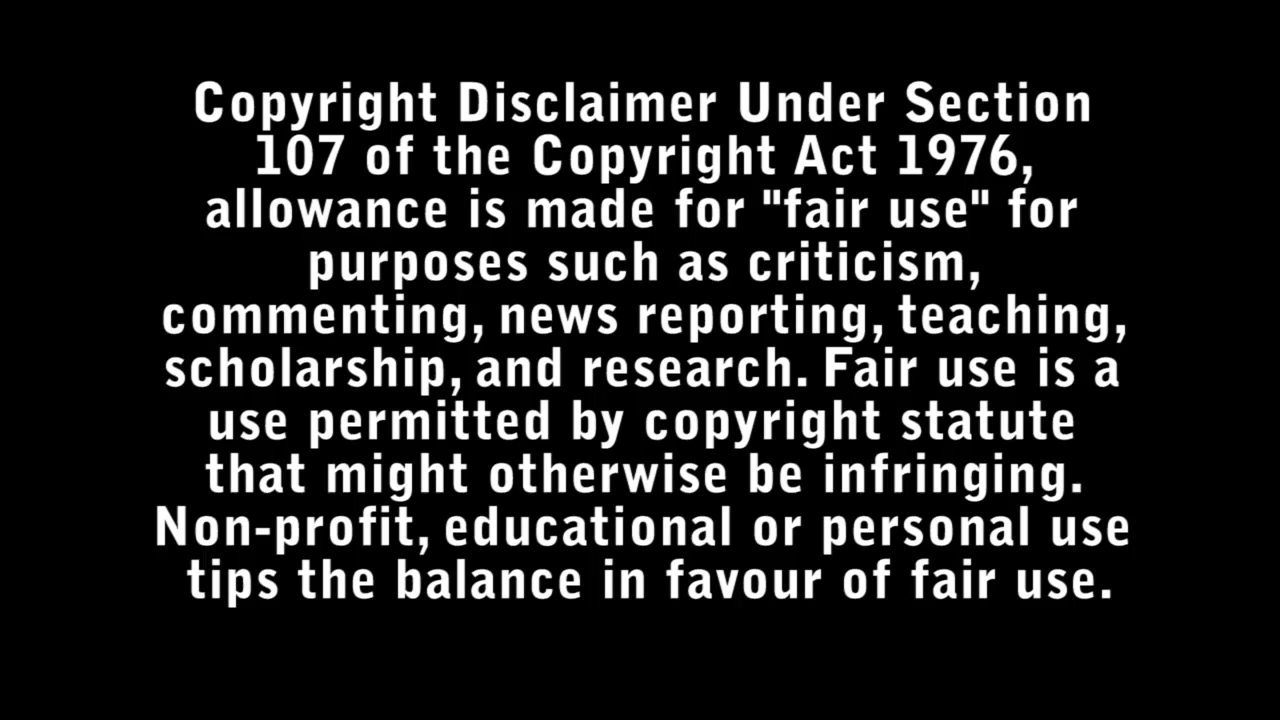 Copyright Disclaimer Under Section
107 of the Copyright Act 1976,
allowance is made for "fair use" for
purposes such as criticism,
commenting, news reporting, teaching,
scholarship, and research. Fair use is a
use permitted by copyright statute
that might otherwise be infringing.
Non-profit, educational or personal use
tips the balance in favour of fair use.